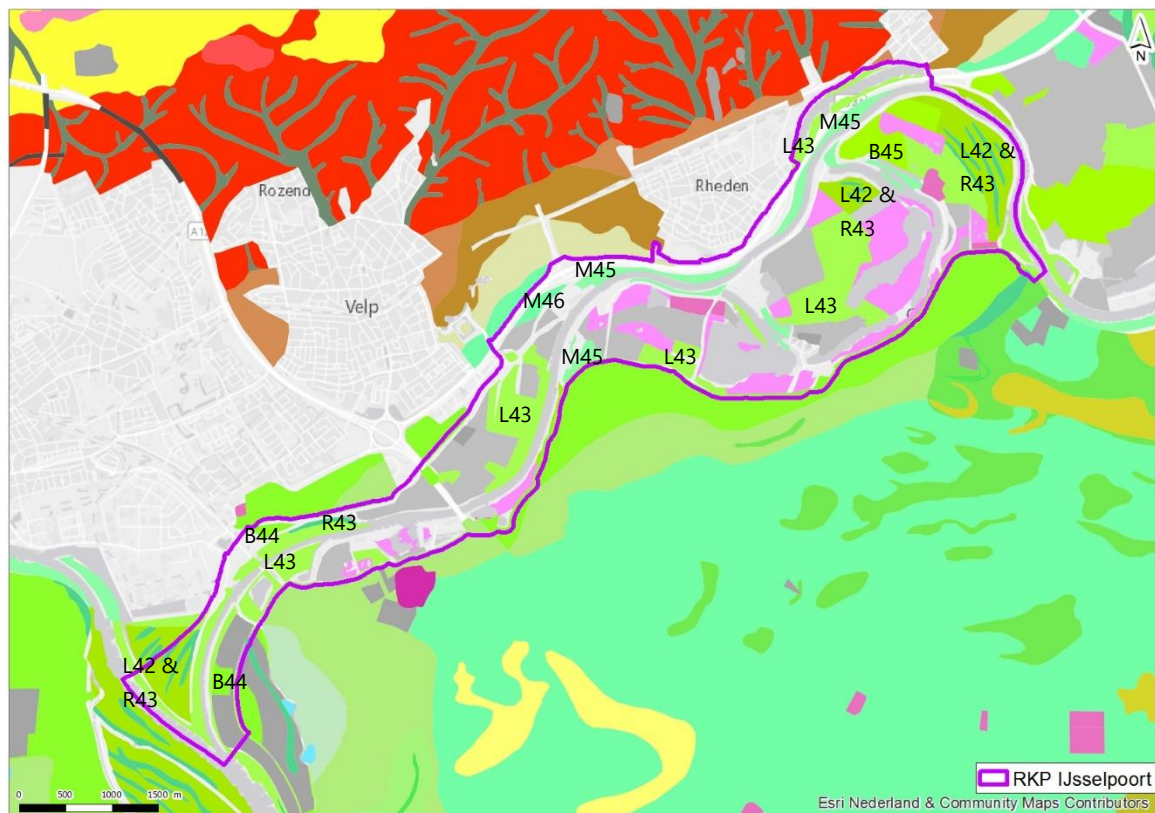 N
M45
L43
B45
L42 &
R43
Rozend
Rheden
L42 &
R43
A12
M45
M46
Velp
L43
M45
L43
L43
R43
B44
L43
L42 &
R43
B44
RKP IJsselpoort
0 500 1000 1500 m
Esri Nederland & Community Maps Contributors